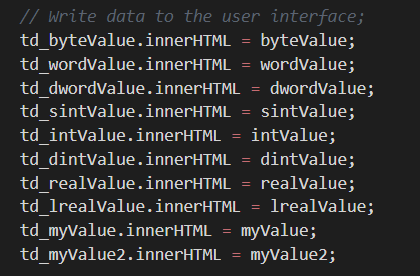 // Write data to the user interface;
td_byteValue.innerHTML = byteValue;
td_wordValue.innerHTML = wordValue;
td_dwordValue.innerHTML = dwordValue;
td_sintValue.innerHTML = sintValue;
td_intValue.innerHTML = intValue;
td_dintValue.innerHTML = dintValue;
td_realValue.innerHTML = realValue;
td_lrealValue.innerHTML = lrealValue;
td_myValue.innerHTML = myValue;
td_myValue2.innerHTML = myValue2;